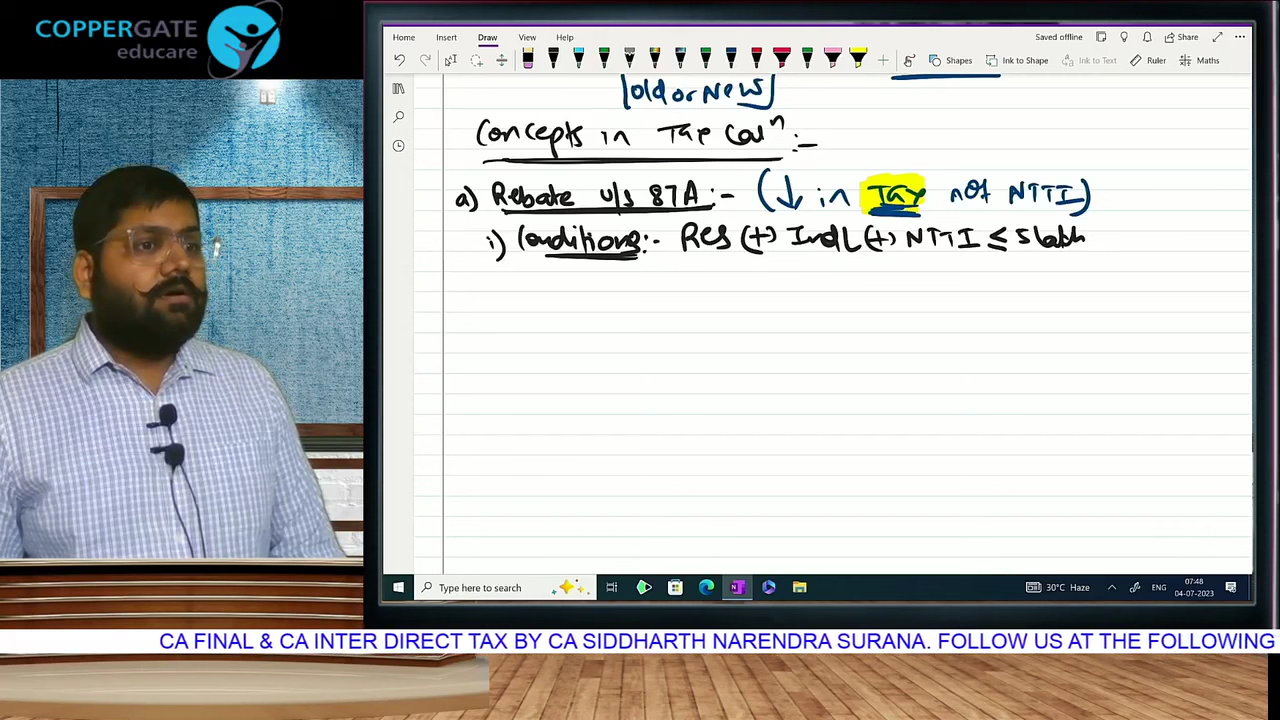 COPPERGATE
educare
Home Insert Draw View Help
Saved offline Share
Shapes Ink to Shape Ink to Text Ruler Maths
[old or New]
Concepts in Tax Calⁿ :-
a) Rebate u/s 87A :- (↓ in Tax not NTTI)
i) Conditions :- Res (+) Indl (+) NTTI ≤ 5 lakh
Type here to search
30°C Haze ENG 07:48
04-07-2023
CA FINAL & CA INTER DIRECT TAX BY CA SIDDHARTH NARENDRA SURANA. FOLLOW US AT THE FOLLOWING